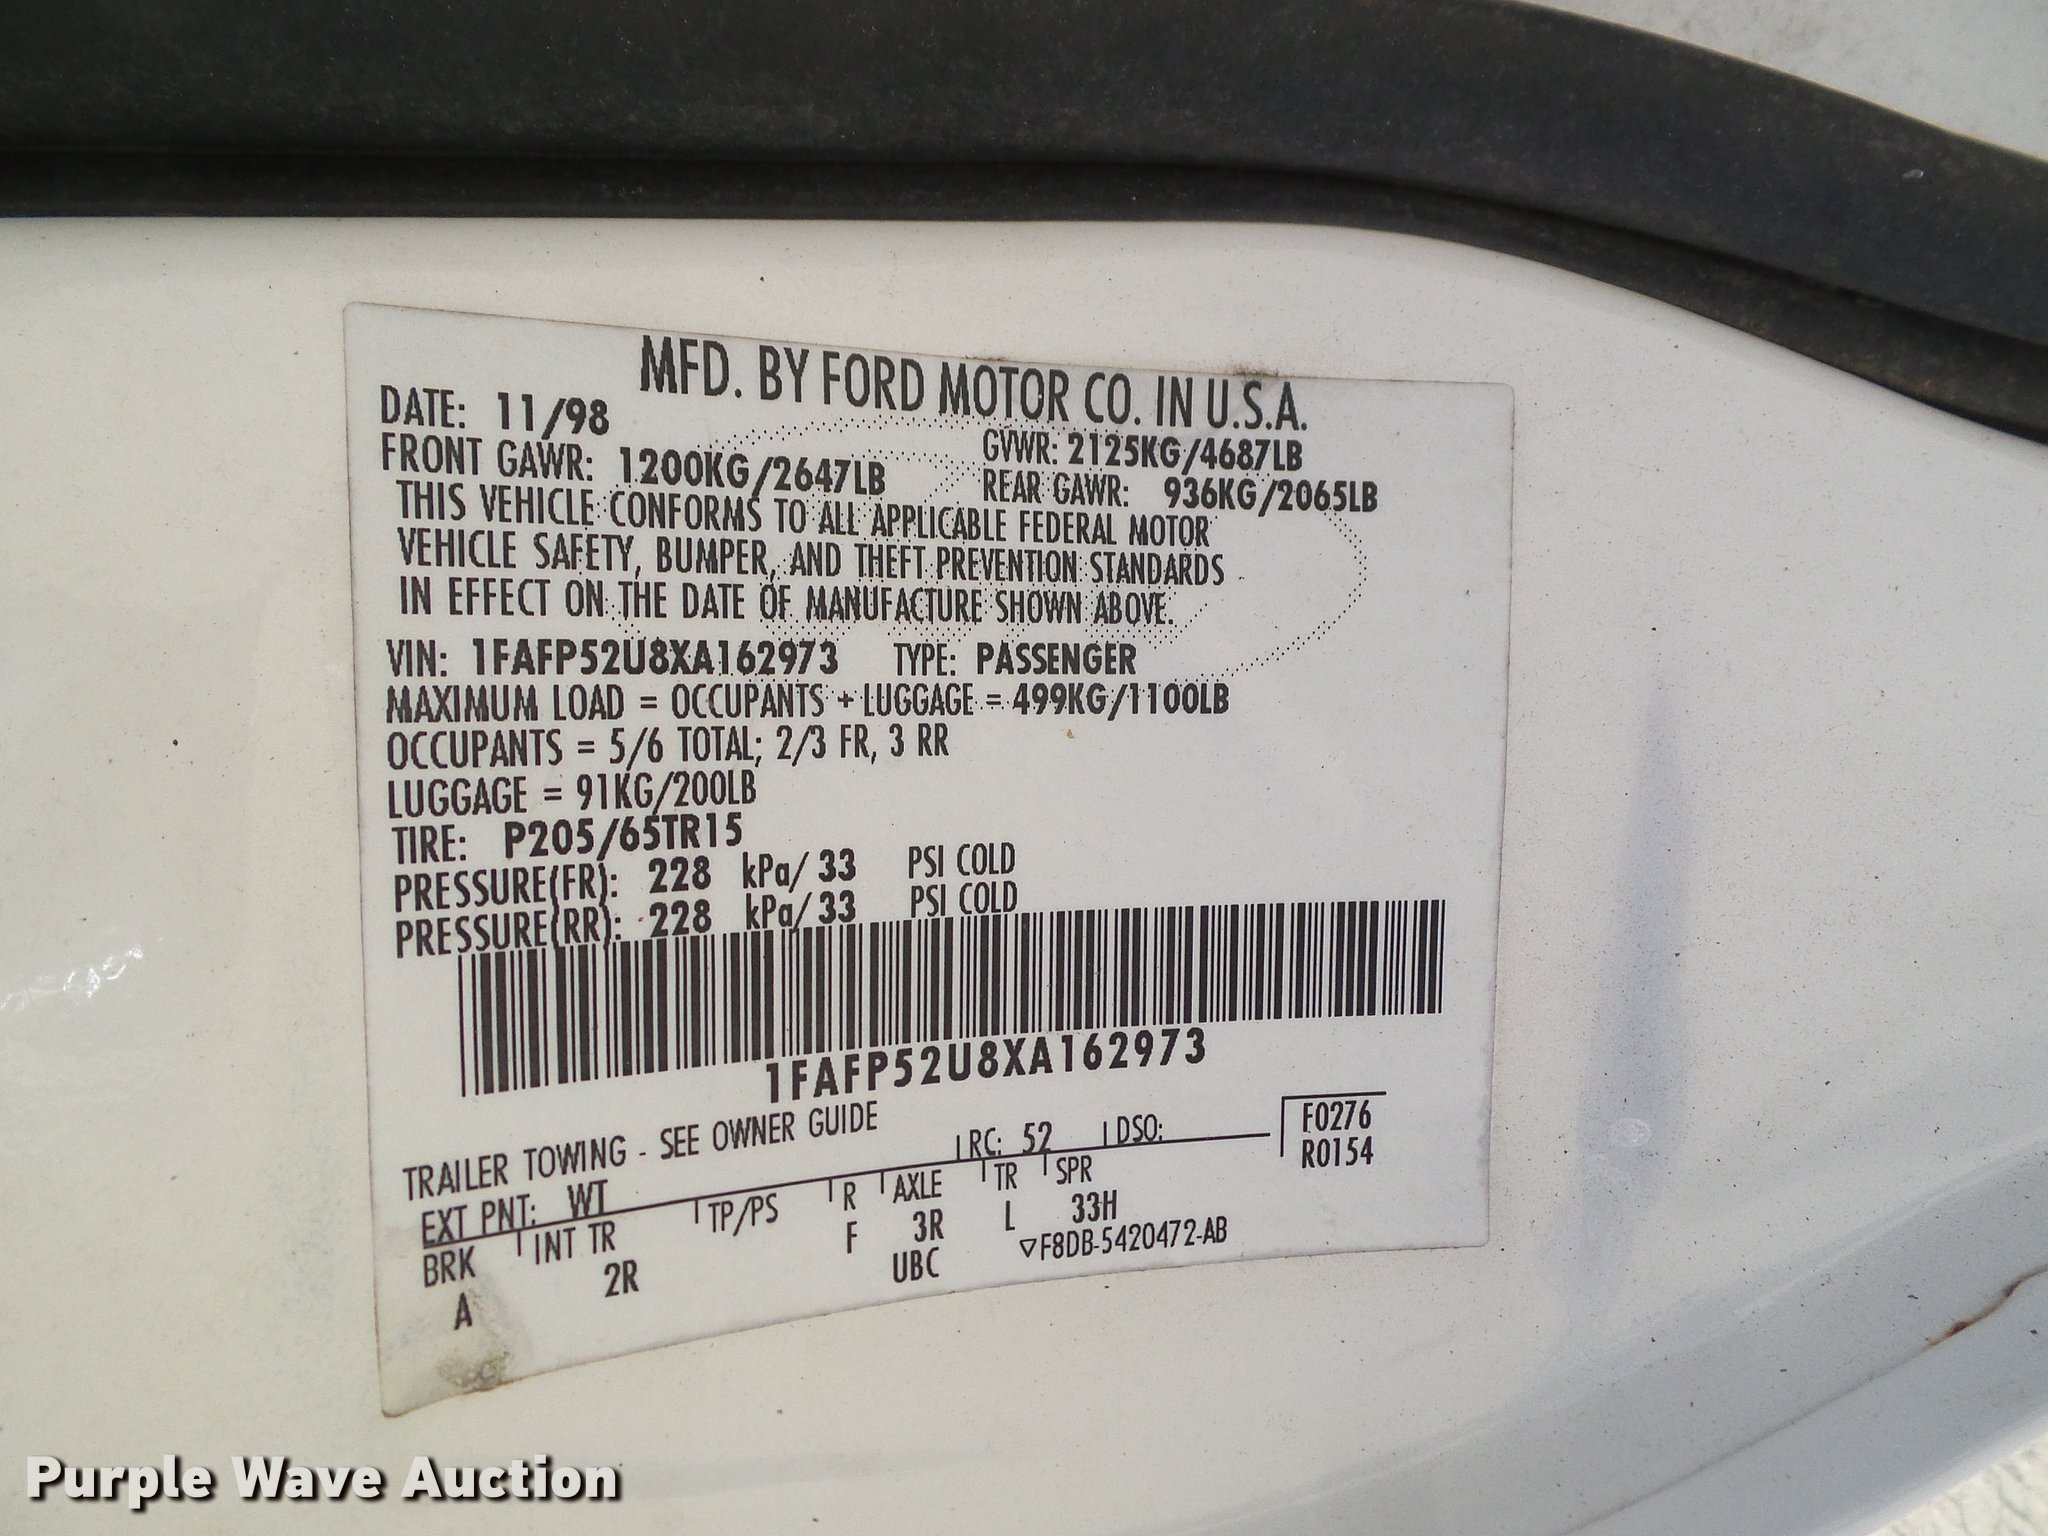 MFD. BY FORD MOTOR CO. IN U.S.A.
DATE: 11/98
GVWR: 2125KG/4687LB
FRONT GAWR: 1200KG/2647LB
REAR GAWR: 936KG/2065LB
THIS VEHICLE CONFORMS TO ALL APPLICABLE FEDERAL MOTOR
VEHICLE SAFETY, BUMPER, AND THEFT PREVENTION STANDARDS
IN EFFECT ON THE DATE OF MANUFACTURE SHOWN ABOVE.
VIN: 1FAFP52U8XA162973 TYPE: PASSENGER
MAXIMUM LOAD = OCCUPANTS + LUGGAGE = 499KG/1100LB
OCCUPANTS = 5/6 TOTAL; 2/3 FR, 3 RR
LUGGAGE = 91KG/200LB
TIRE: P205/65TR15
PRESSURE(FR): 228 kPa/ 33 PSI COLD
PRESSURE(RR): 228 kPa/ 33 PSI COLD
1FAFP52U8XA162973
TRAILER TOWING - SEE OWNER GUIDE
EXT PNT: WT RC: 52 DSO:
F0276
R0154
BRK INT TR TP/PS R AXLE TR SPR
A 2R F 3R L 33H
UBC ▽F8DB-5420472-AB
Purple Wave Auction